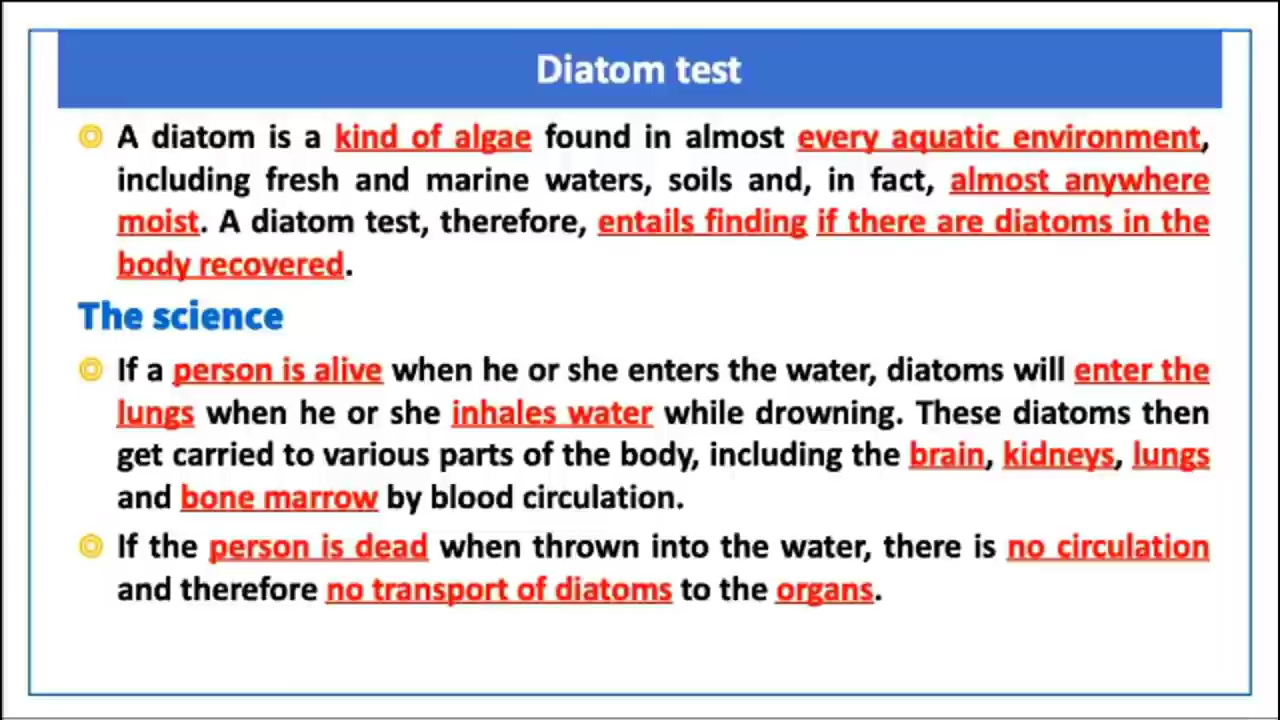 Diatom test
A diatom is a kind of algae found in almost every aquatic environment,
including fresh and marine waters, soils and, in fact, almost anywhere
moist. A diatom test, therefore, entails finding if there are diatoms in the
body recovered.
The science
If a person is alive when he or she enters the water, diatoms will enter the
lungs when he or she inhales water while drowning. These diatoms then
get carried to various parts of the body, including the brain, kidneys, lungs
and bone marrow by blood circulation.
If the person is dead when thrown into the water, there is no circulation
and therefore no transport of diatoms to the organs.